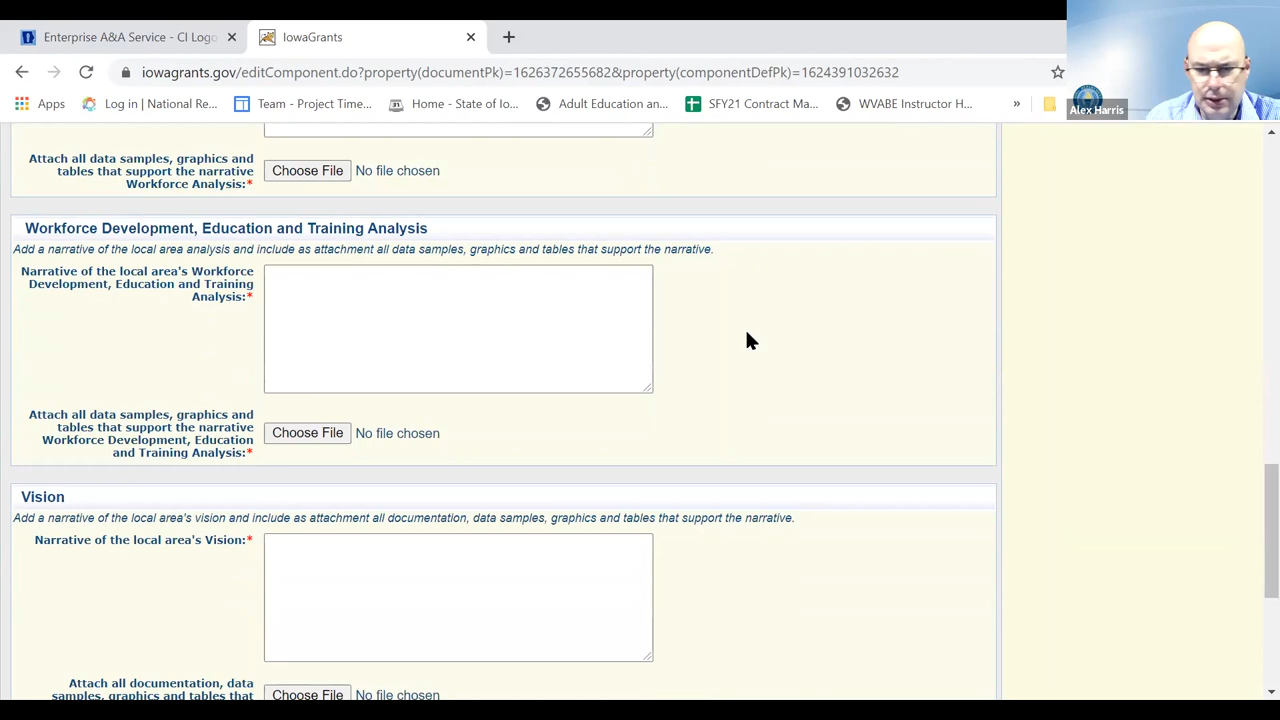 Enterprise A&A Service - CI Logo
IowaGrants
iowagrants.gov/editComponent.do?property(documentPk)=1622372655682&property(componentDefPk)=1624391032632
Apps
Log in | National Re...
Team - Project Time...
Home - State of Io...
Adult Education an...
SFY21 Contract Ma...
WVABE Instructor H...
»
Alex Harris
Attach all data samples, graphics and
tables that support the narrative
Workforce Analysis:*
Choose File No file chosen
Workforce Development, Education and Training Analysis
Add a narrative of the local area analysis and include as attachment all data samples, graphics and tables that support the narrative.
Narrative of the local area's Workforce
Development, Education and Training
Analysis:*
Attach all data samples, graphics and
tables that support the narrative
Workforce Development, Education
and Training Analysis:*
Choose File No file chosen
Vision
Add a narrative of the local area's vision and include as attachment all documentation, data samples, graphics and tables that support the narrative.
Narrative of the local area's Vision:*
Attach all documentation, data
samples, graphics and tables that
Choose File No file chosen